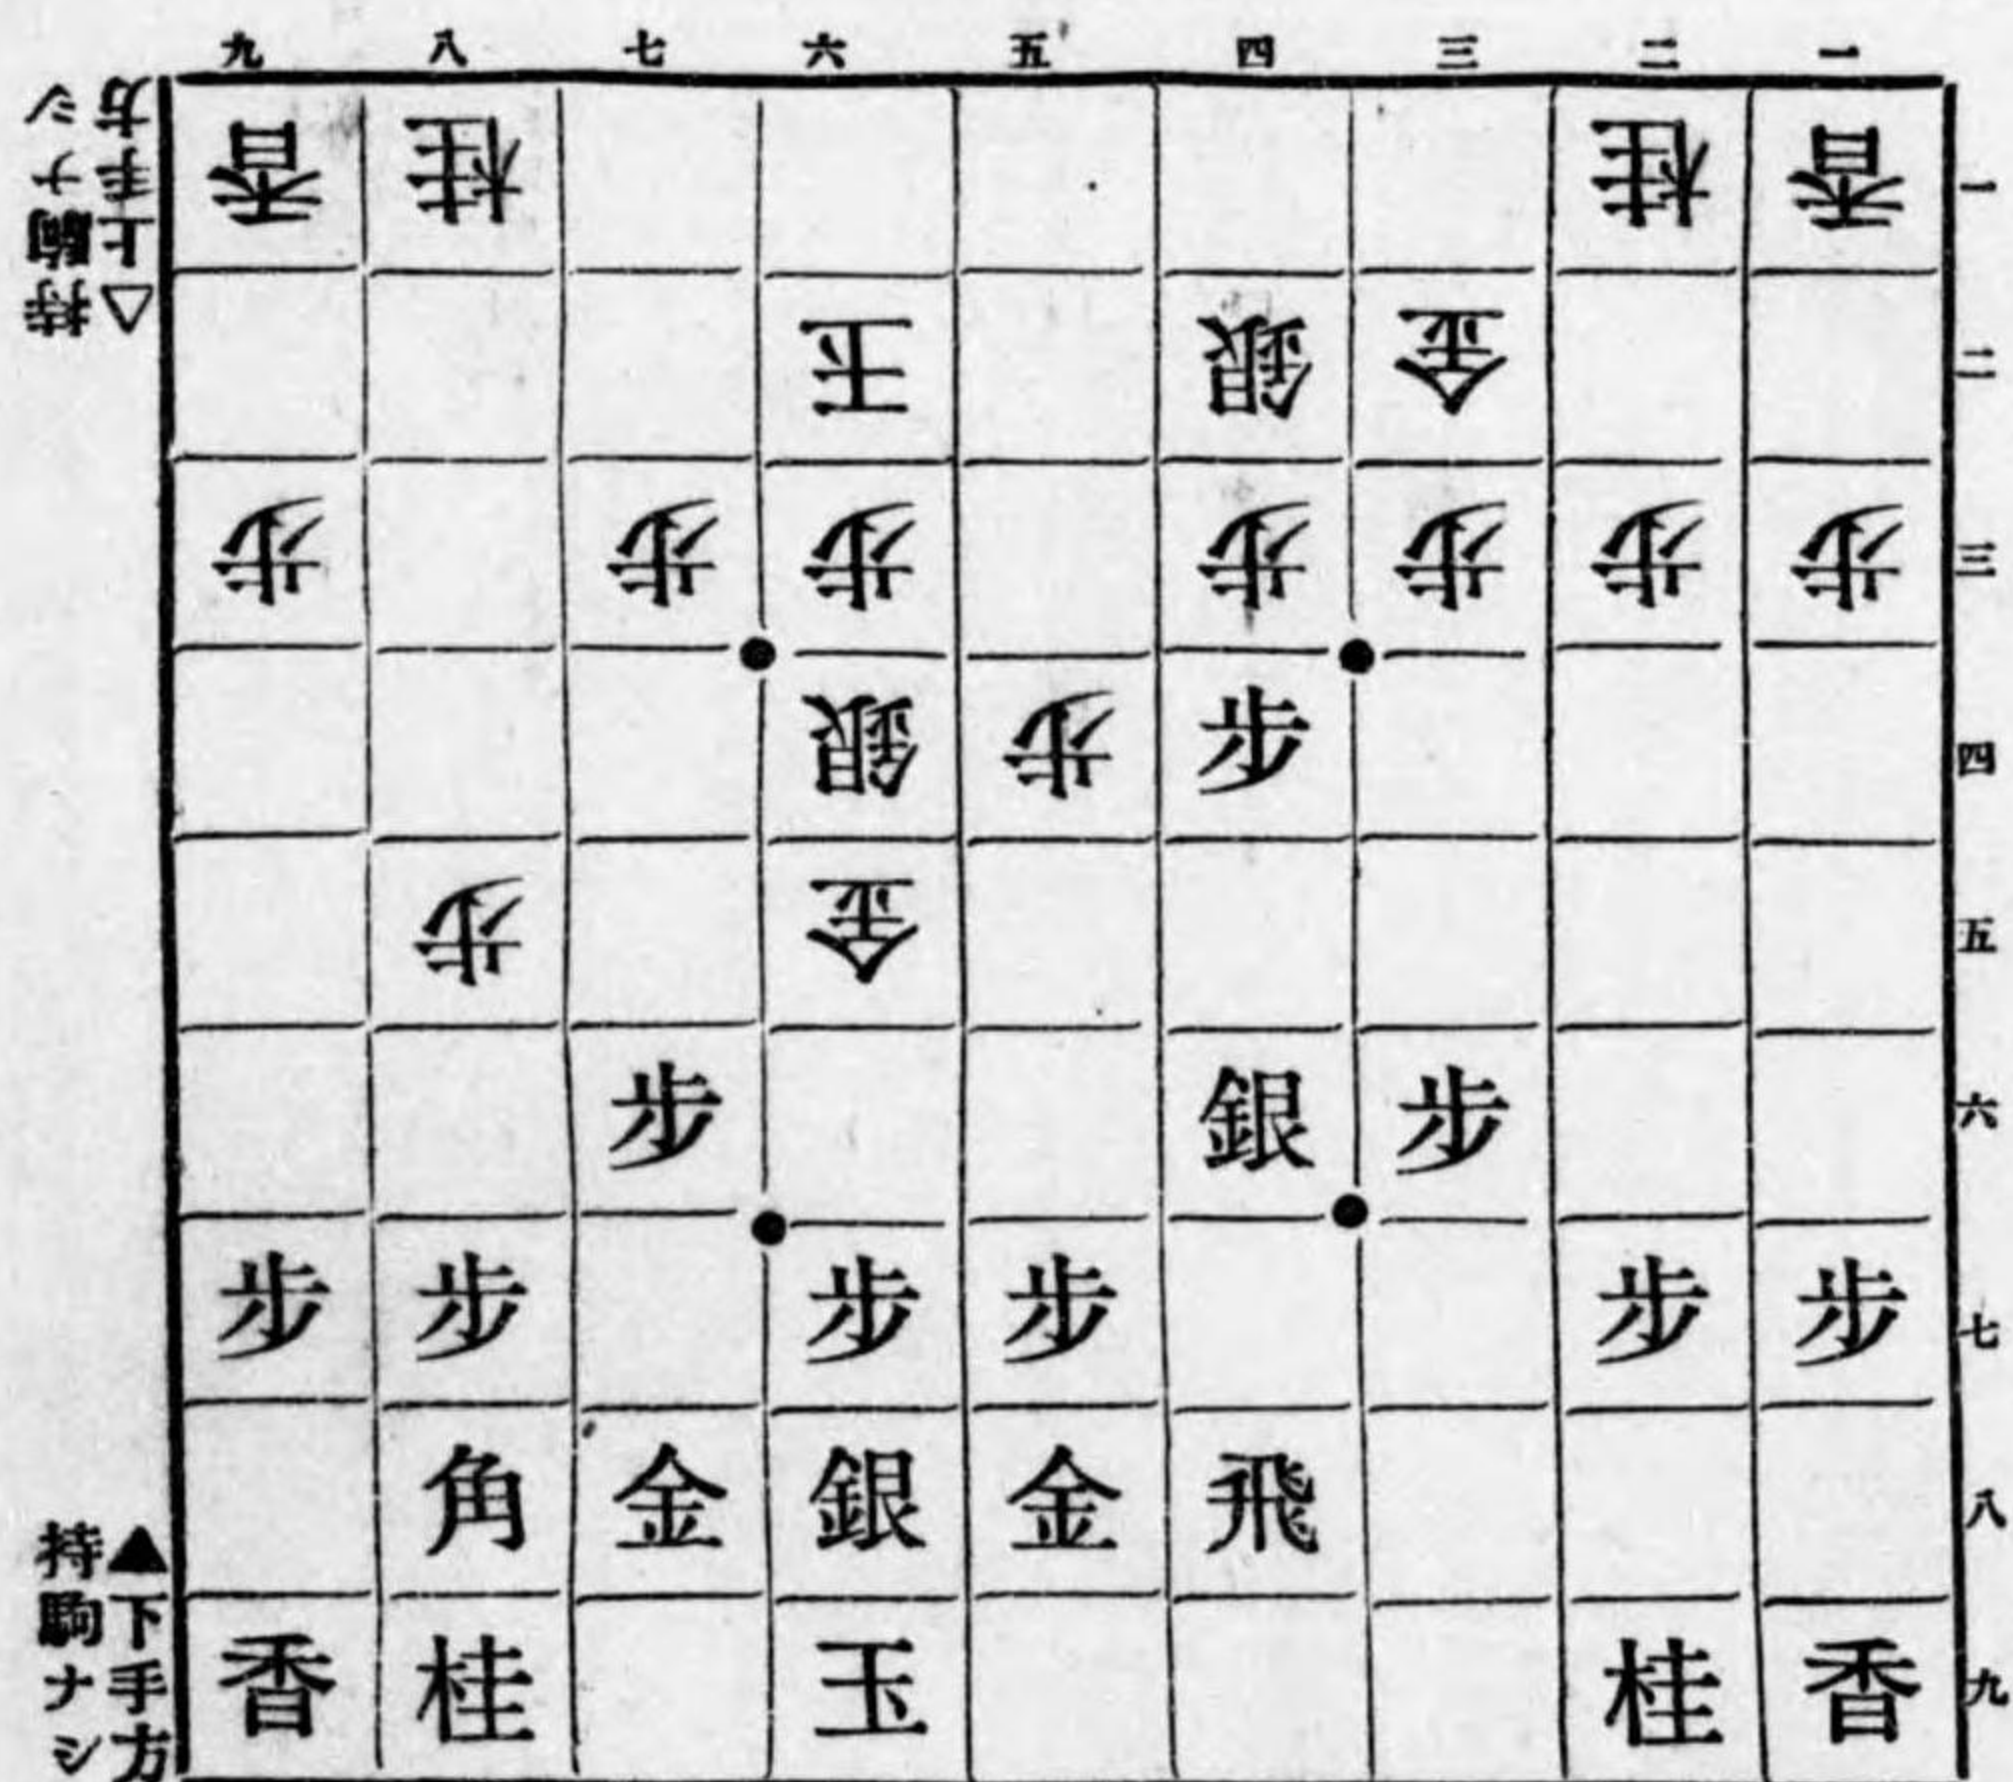 九 八 七 六 五 四 三 二 一
△上手方
持駒ナシ
香 桂 桂 香 一
玉 銀 金 二
歩 歩 歩 歩 歩 歩 歩 三
銀 歩 歩 四
歩 金 五
歩 銀 歩 六
歩 歩 歩 歩 歩 歩 七
角 金 銀 金 飛 八
香 桂 玉 桂 香 九
▲下手方
持駒ナシ